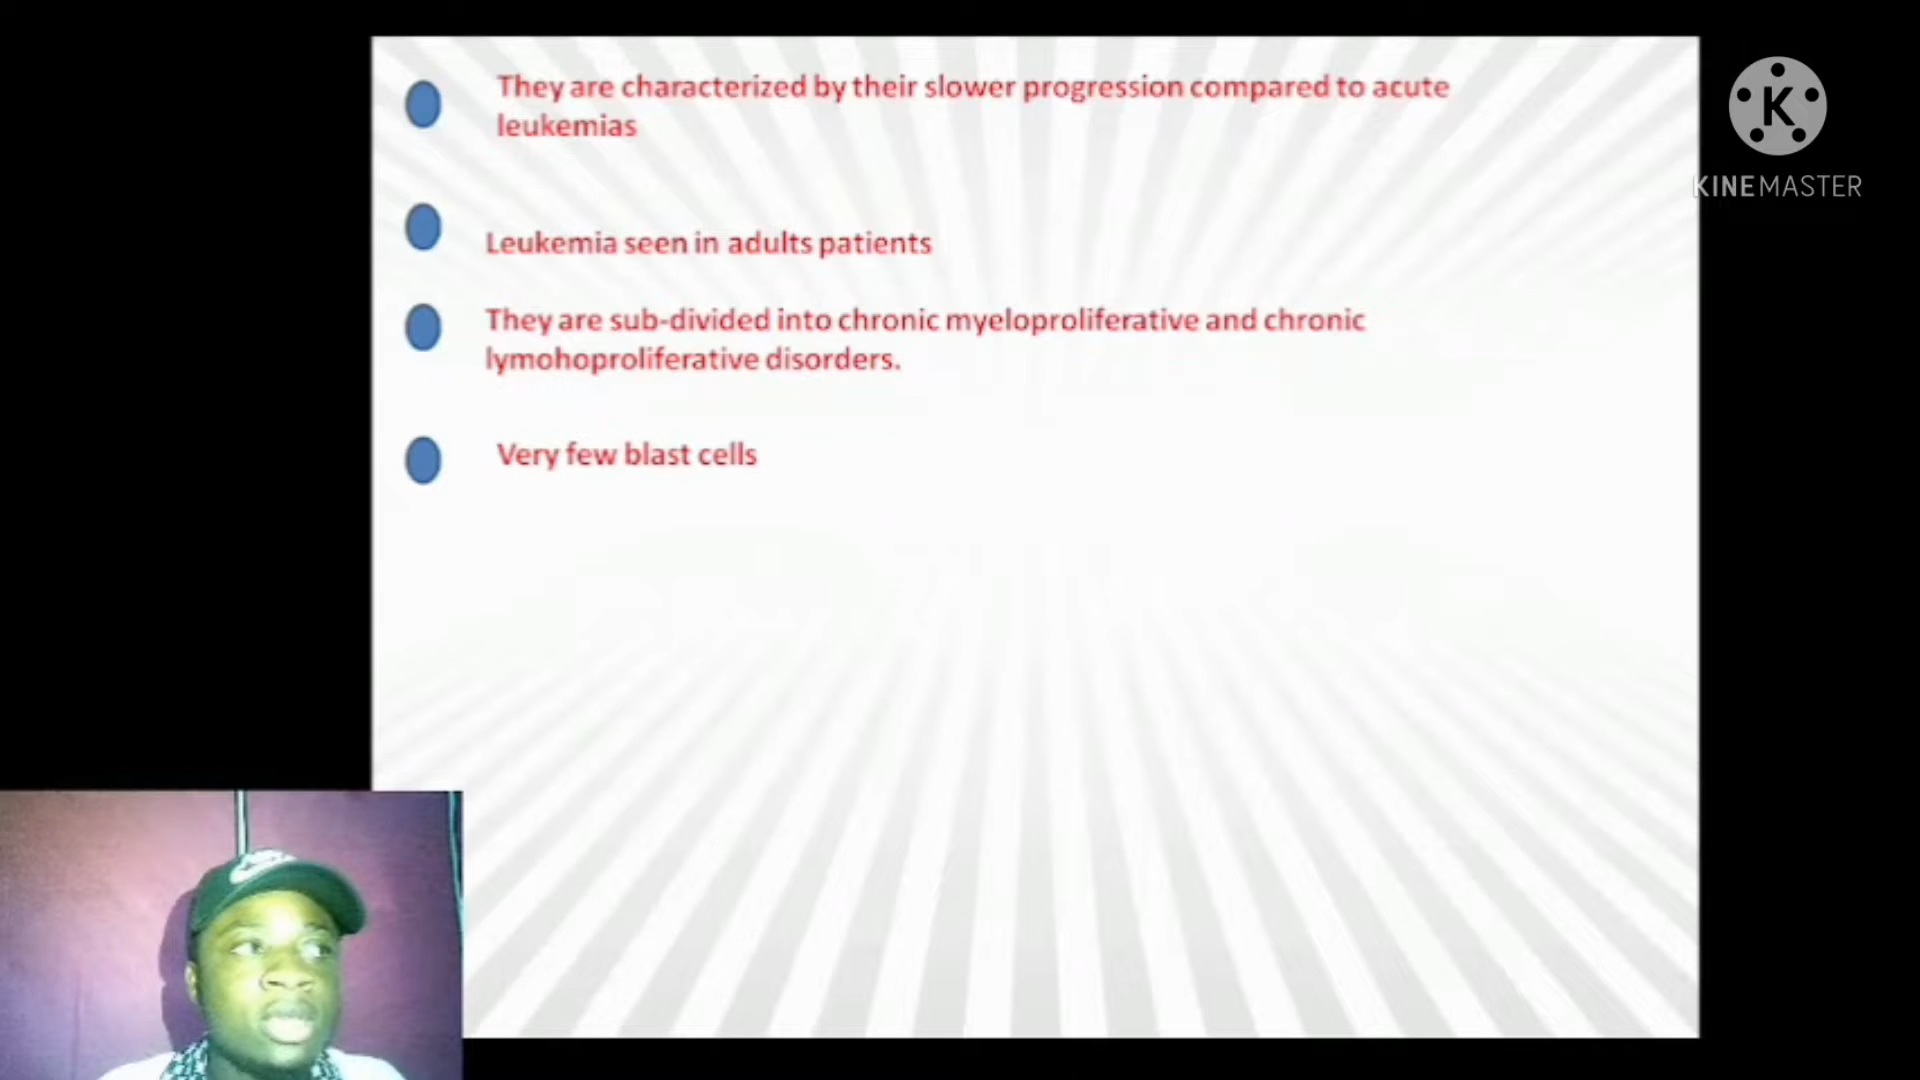 They are characterized by their slower progression compared to acute
leukemias
Leukemia seen in adults patients
They are sub-divided into chronic myeloproliferative and chronic
lymohoproliferative disorders.
Very few blast cells
K
KINEMASTER